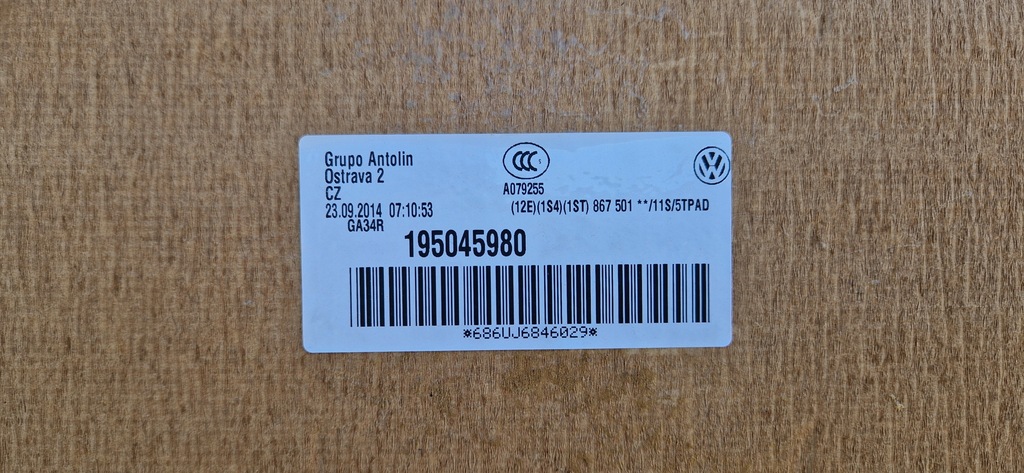 Grupo Antolin
Ostrava 2
CZ
23.09.2014 07:10:53
GA34R
CCC
A079255
(12E)(1S4)(1ST) 867 501 **/11S/5TPAD
195045980
*686UJ6846029*